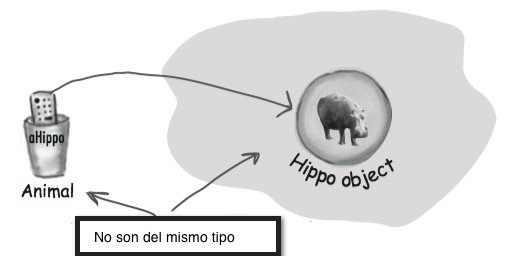 aHippo
Animal
Hippo object
No son del mismo tipo